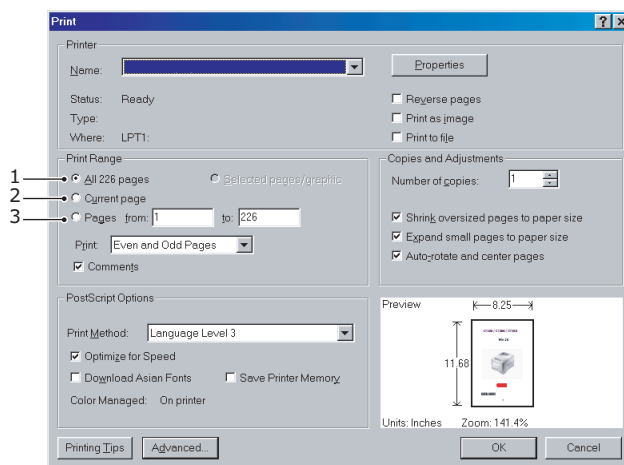 Print
Printer
Name:
Properties
Status: Ready
Type:
Where: LPT1:
Reverse pages
Print as image
Print to file
Print Range
1 All 226 pages
Selected pages/graphic
2 Current page
3 Pages from: 1 to: 226
Print: Even and Odd Pages
Comments
Copies and Adjustments
Number of copies: 1
Shrink oversized pages to paper size
Expand small pages to paper size
Auto-rotate and center pages
PostScript Options
Print Method: Language Level 3
Optimize for Speed
Download Asian Fonts
Save Printer Memory
Color Managed: On printer
Preview
8.25
11.68
Units: Inches Zoom: 141.4%
Printing Tips
Advanced...
OK
Cancel